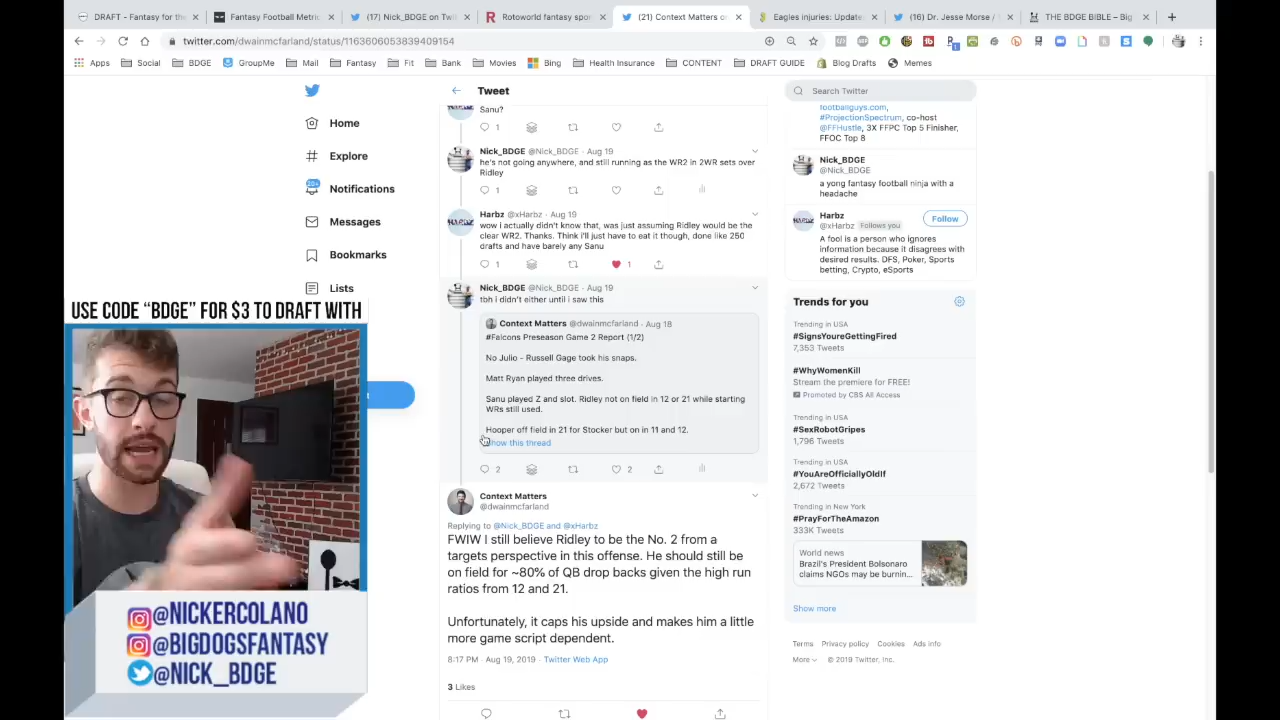 DRAFT - Fantasy for the
Fantasy Football Metric
(17) Nick_BDGE on Twit
Rotoworld fantasy spor
(21) Context Matters o
Eagles injuries: Update
(16) Dr. Jesse Morse /
THE BDGE BIBLE – Big
twitter.com/dwainmcfarland/status/1163606053839409154
Apps
Social
BDGE
GroupMe
Mail
Fantasy
Fit
Bank
Movies
Bing
Health Insurance
CONTENT
DRAFT GUIDE
Blog Drafts
Memes
Home
Explore
20+
Notifications
Messages
Bookmarks
Lists
USE CODE “BDGE” FOR $3 TO DRAFT WITH
@NICKERCOLANO
@BIGDOGSFANTASY
@NICK_BDGE
Tweet
Sanu?
1
Nick_BDGE @Nick_BDGE · Aug 19
he's not going anywhere, and still running as the WR2 in 2WR sets over
Ridley
1
Harbz @xHarbz · Aug 19
wow i actually didn't know that, was just assuming Ridley would be the
clear WR2. Thanks. Think i'll just have to eat it though, done like 250
drafts and have barely any Sanu
1 1
Nick_BDGE @Nick_BDGE · Aug 19
tbh i didn't either until i saw this
Context Matters @dwainmcfarland · Aug 18
#Falcons Preseason Game 2 Report (1/2)
No Julio - Russell Gage took his snaps.
Matt Ryan played three drives.
Sanu played Z and slot. Ridley not on field in 12 or 21 while starting
WRs still used.
Hooper off field in 21 for Stocker but on in 11 and 12.
how this thread
2 2
Context Matters
@dwainmcfarland
Replying to @Nick_BDGE and @xHarbz
FWIW I still believe Ridley to be the No. 2 from a
targets perspective in this offense. He should still be
on field for ~80% of QB drop backs given the high run
ratios from 12 and 21.
Unfortunately, it caps his upside and makes him a little
more game script dependent.
8:17 PM · Aug 19, 2019 · Twitter Web App
3 Likes
Search Twitter
footballguys.com,
#ProjectionSpectrum, co-host
@FFHustle, 3X FFPC Top 5 Finisher,
FFOC Top 8
Nick_BDGE
@Nick_BDGE
a yong fantasy football ninja with a
headache
Harbz
@xHarbz Follows you
Follow
A fool is a person who ignores
information because it disagrees with
desired results. DFS, Poker, Sports
betting, Crypto, eSports
Trends for you
Trending in USA
#SignsYoureGettingFired
7,353 Tweets
#WhyWomenKill
Stream the premiere for FREE!
Promoted by CBS All Access
Trending in USA
#SexRobotGripes
1,796 Tweets
Trending in USA
#YouAreOfficiallyOldIf
2,672 Tweets
Trending in New York
#PrayForTheAmazon
333K Tweets
World news
Brazil's President Bolsonaro
claims NGOs may be burnin...
Show more
Terms Privacy policy Cookies Ads info
More © 2019 Twitter, Inc.